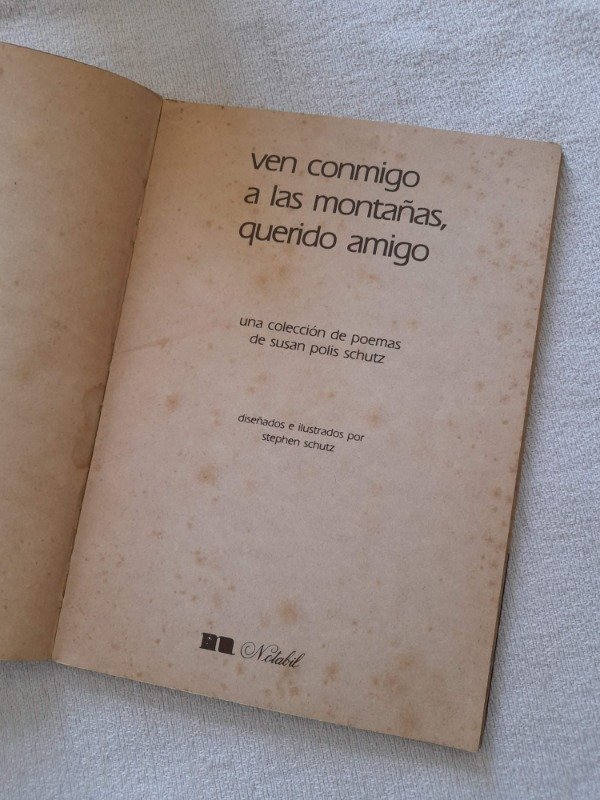 ven conmigo
a las montañas,
querido amigo
una colección de poemas
de susan polis schutz
diseñados e ilustrados por
stephen schutz
Notabil